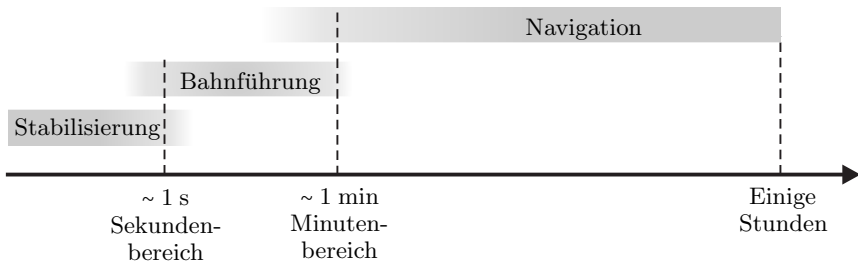 Navigation
Bahnführung
Stabilisierung
~ 1 s
Sekunden-
bereich
~ 1 min
Minuten-
bereich
Einige
Stunden